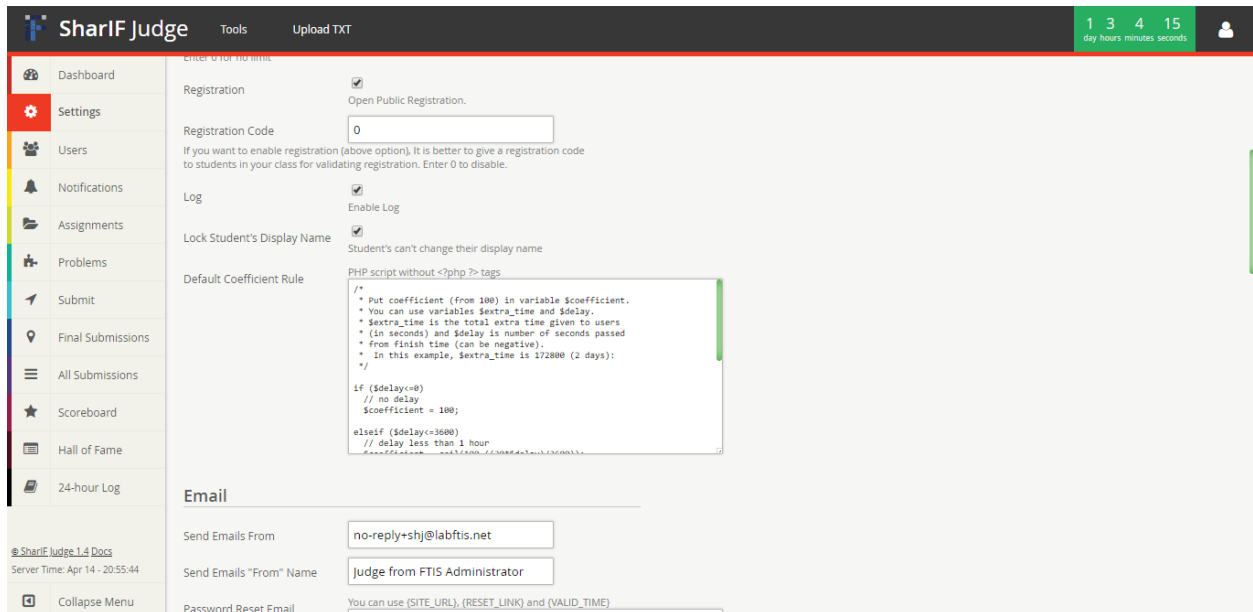 SharIF Judge
Tools
Upload TXT
1 3 4 15
day hours minutes seconds
Dashboard
Settings
Users
Notifications
Assignments
Problems
Submit
Final Submissions
All Submissions
Scoreboard
Hall of Fame
24-hour Log
© SharIF Judge 1.4 Docs
Server Time: Apr 14 - 20:55:44
Collapse Menu
Enter 0 for no limit
Registration
Open Public Registration.
Registration Code
0
If you want to enable registration (above option), It is better to give a registration code
to students in your class for validating registration. Enter 0 to disable.
Log
Enable Log
Lock Student's Display Name
Student's can't change their display name
Default Coefficient Rule
PHP script without <?php ?> tags
/*
* Put coefficient (from 100) in variable $coefficient.
* You can use variables $extra_time and $delay.
* $extra_time is the total extra time given to users
* (in seconds) and $delay is number of seconds passed
* from finish time (can be negative).
* In this example, $extra_time is 172800 (2 days):
*/
if ($delay<=0)
// no delay
$coefficient = 100;
elseif ($delay<=3600)
// delay less than 1 hour
Email
Send Emails From
no-reply+shj@labftis.net
Send Emails "From" Name
Judge from FTIS Administrator
Password Reset Email
You can use {SITE_URL}, {RESET_LINK} and {VALID_TIME}